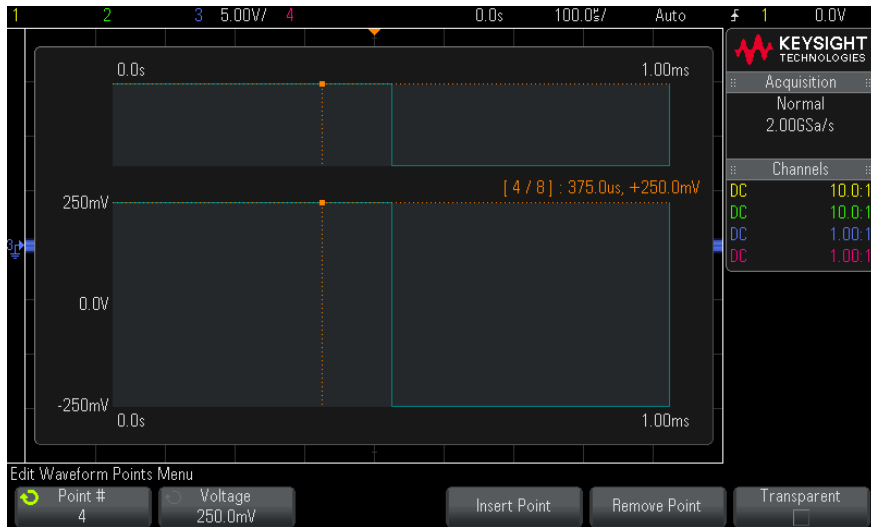 1 2 3 5.00V/ 4 0.0s 100.0us/ Auto 1 0.0V
KEYSIGHT
TECHNOLOGIES
Acquisition
Normal
2.00GSa/s
Channels
DC 10.0:1
DC 10.0:1
DC 1.00:1
DC 1.00:1
0.0s 1.00ms
[ 4 / 8 ] : 375.0us, +250.0mV
250mV
3
0.0V
-250mV
0.0s 1.00ms
Edit Waveform Points Menu
Point #
4
Voltage
250.0mV
Insert Point
Remove Point
Transparent